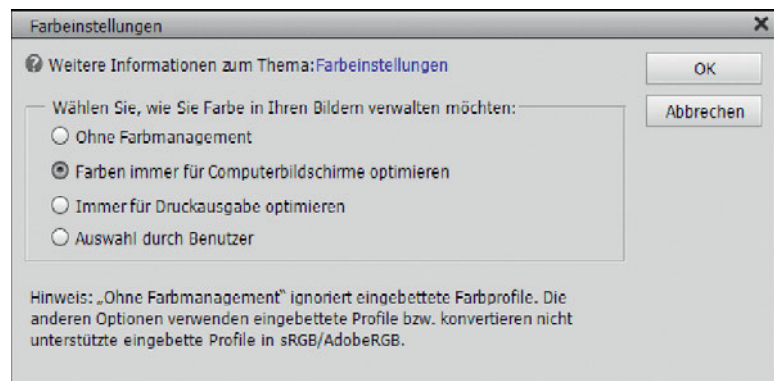 Farbeinstellungen
Weitere Informationen zum Thema:Farbeinstellungen
OK
Wählen Sie, wie Sie Farbe in Ihren Bildern verwalten möchten:
Abbrechen
Ohne Farbmanagement
Farben immer für Computerbildschirme optimieren
Immer für Druckausgabe optimieren
Auswahl durch Benutzer
Hinweis: „Ohne Farbmanagement“ ignoriert eingebettete Farbprofile. Die
anderen Optionen verwenden eingebettete Profile bzw. konvertieren nicht
unterstützte eingebette Profile in sRGB/AdobeRGB.